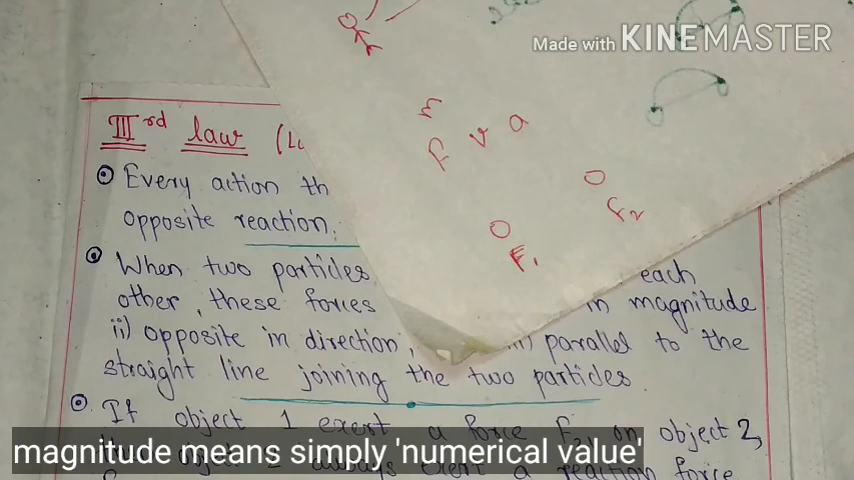 Made with KINEMASTER
IIIrd law (L
Every action th
opposite reaction.
F v a
F2
F1
When two particles each
other, these forces in magnitude
ii) opposite in direction, iii) parallel to the
straight line joining the two particles.
If object 1 exert a force F21 on object 2,
magnitude means simply 'numerical value'
a reaction force